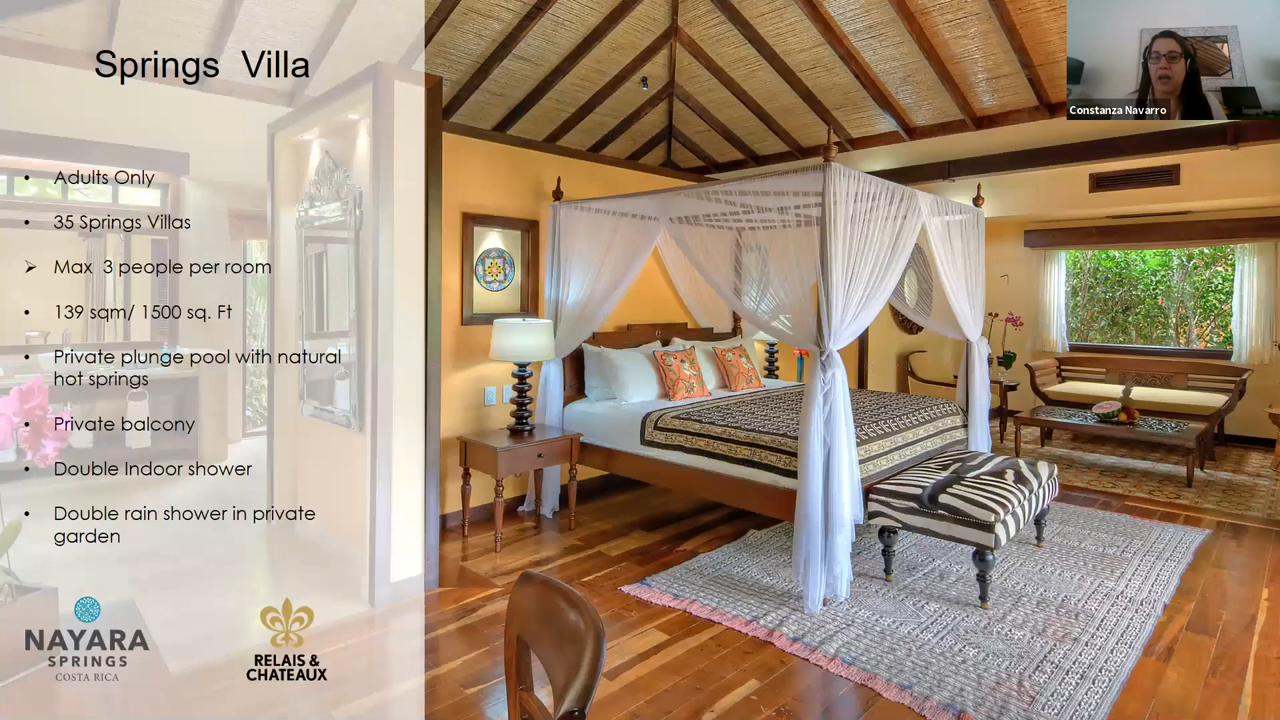 Springs Villa
• Adults Only
• 35 Springs Villas
➢ Max 3 people per room
• 139 sqm/ 1500 sq. Ft
• Private plunge pool with natural
hot springs
• Private balcony
• Double Indoor shower
• Double rain shower in private
garden
NAYARA
SPRINGS
COSTA RICA
RELAIS &
CHATEAUX
Constanza Navarro